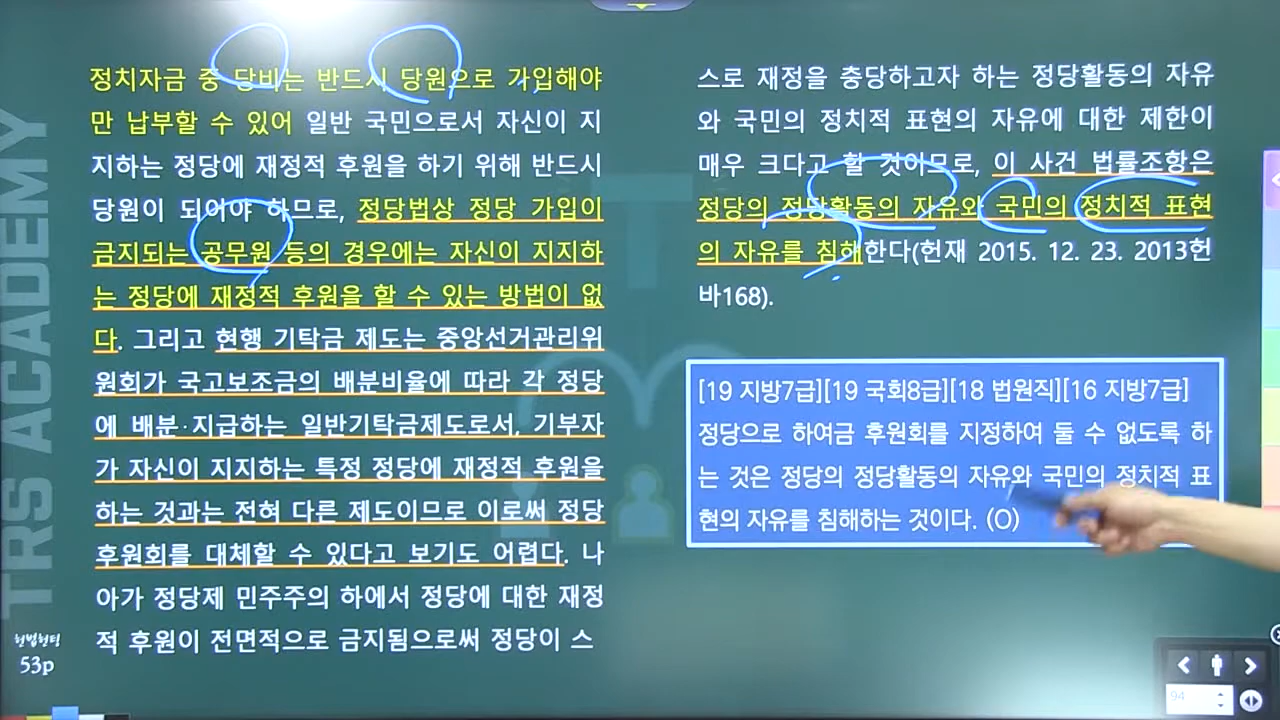 정치자금 중 당비는 반드시 당원으로 가입해야
만 납부할 수 있어 일반 국민으로서 자신이 지
지하는 정당에 재정적 후원을 하기 위해 반드시
당원이 되어야 하므로, 정당법상 정당 가입이
금지되는 공무원 등의 경우에는 자신이 지지하
는 정당에 재정적 후원을 할 수 있는 방법이 없
다. 그리고 현행 기탁금 제도는 중앙선거관리위
원회가 국고보조금의 배분비율에 따라 각 정당
에 배분·지급하는 일반기탁금제도로서, 기부자
가 자신이 지지하는 특정 정당에 재정적 후원을
하는 것과는 전혀 다른 제도이므로 이로써 정당
후원회를 대체할 수 있다고 보기도 어렵다. 나
아가 정당제 민주주의 하에서 정당에 대한 재정
적 후원이 전면적으로 금지됨으로써 정당이 스
스로 재정을 충당하고자 하는 정당활동의 자유
와 국민의 정치적 표현의 자유에 대한 제한이
매우 크다고 할 것이므로, 이 사건 법률조항은
정당의 정당활동의 자유와 국민의 정치적 표현
의 자유를 침해한다(헌재 2015. 12. 23. 2013헌
바168).
[19 지방7급][19 국회8급][18 법원직][16 지방7급]
정당으로 하여금 후원회를 지정하여 둘 수 없도록 하
는 것은 정당의 정당활동의 자유와 국민의 정치적 표
현의 자유를 침해하는 것이다. (O)
TRS ACADEMY
헌법헌팅
53p
94